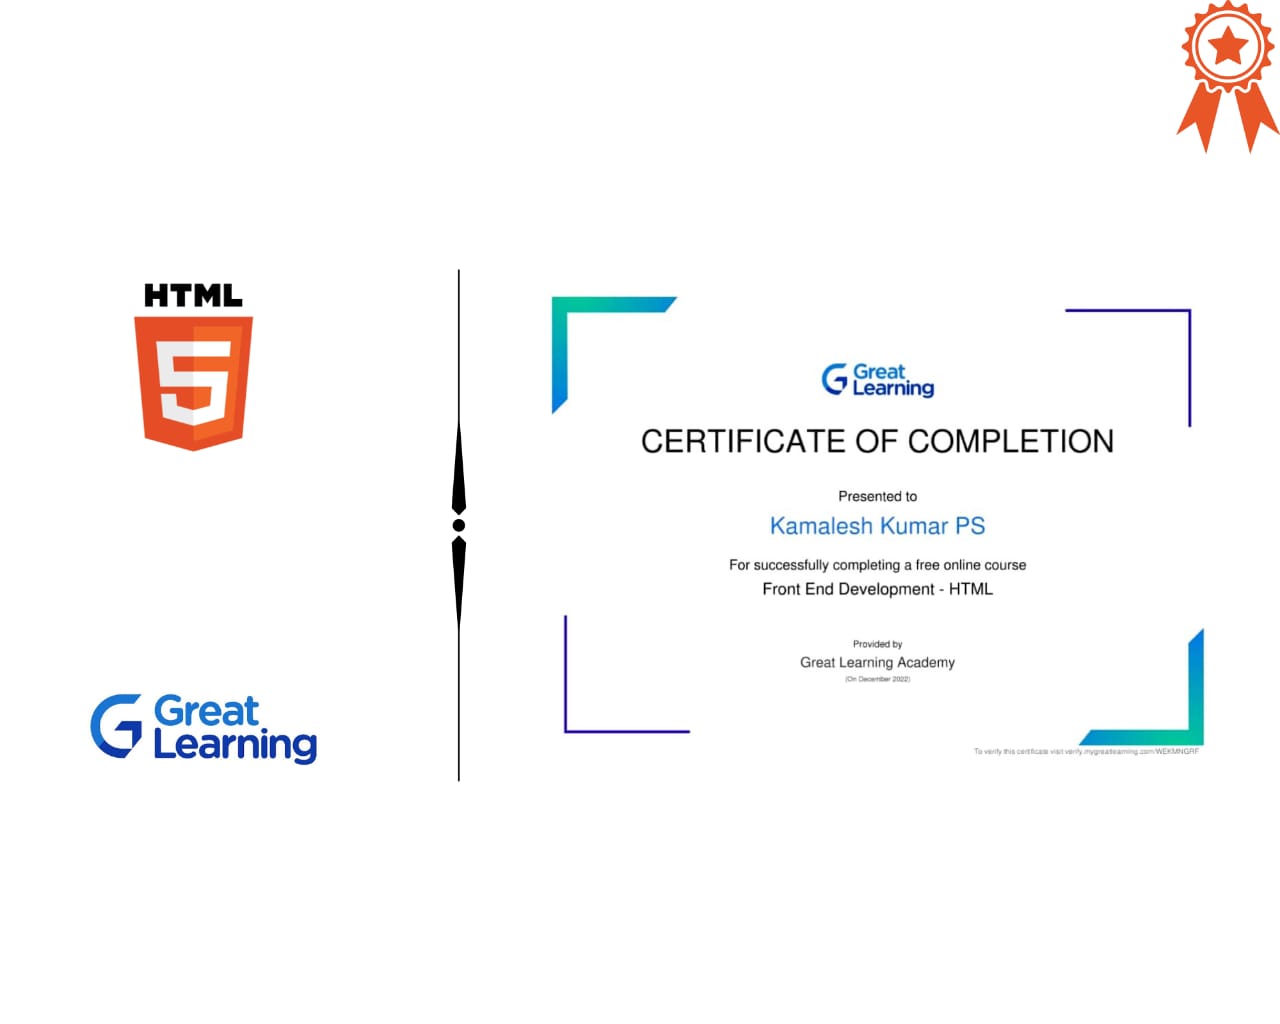 HTML
5
Great
Learning
Great
Learning
CERTIFICATE OF COMPLETION
Presented to
Kamalesh Kumar PS
For successfully completing a free online course
Front End Development - HTML
Provided by
Great Learning Academy
(On December 2022)
To verify this certificate visit verify.mygreatlearning.com/WEKMNGRF